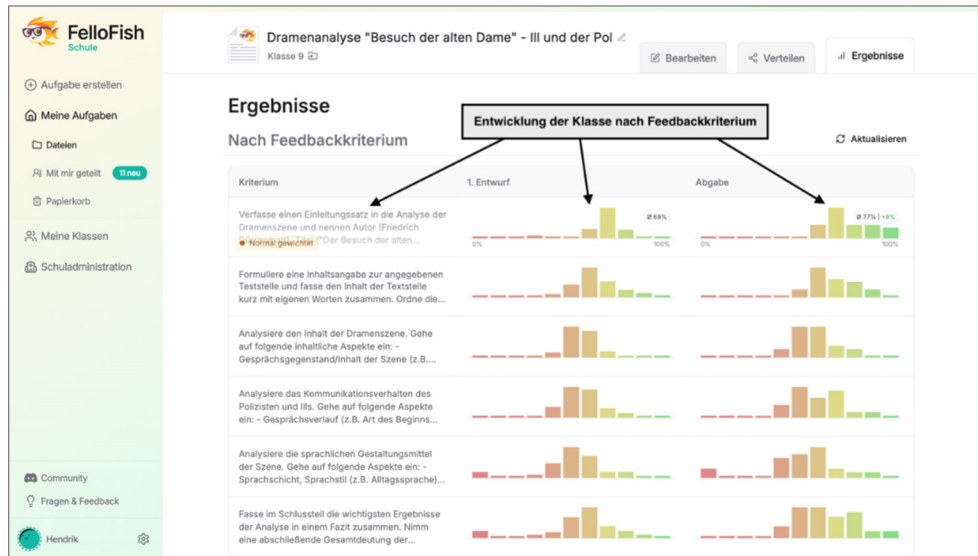 FelloFish
Schule
Aufgabe erstellen
Meine Aufgaben
Dateien
Mit mir geteilt 11 neu
Papierkorb
Meine Klassen
Schuladministration
Community
Fragen & Feedback
Hendrik
Dramenanalyse "Besuch der alten Dame" - Ill und der Pol
Klasse 9
Bearbeiten
Verteilen
Ergebnisse
Ergebnisse
Entwicklung der Klasse nach Feedbackkriterium
Nach Feedbackkriterium
Aktualisieren
Kriterium 1. Entwurf Abgabe
Verfasse einen Einleitungssatz in die Analyse der
Dramenszene und nennen Autor (Friedrich
Normal gewichtet ("Der Besuch der alten...
Ø 69%
0% 100%
Ø 77% | +8%
0% 100%
Formuliere eine Inhaltsangabe zur angegebenen
Teststelle und fasse den Inhalt der Textstelle
kurz mit eigenen Worten zusammen. Ordne die...
Analysiere den Inhalt der Dramenszene. Gehe
auf folgende inhaltliche Aspekte ein: -
Gesprächsgegenstand/Inhalt der Szene (z.B....
Analysiere das Kommunikationsverhalten des
Polizisten und Ills. Gehe auf folgende Aspekte
ein: - Gesprächsverlauf (z.B. Art des Beginns...
Analysiere die sprachlichen Gestaltungsmittel
der Szene. Gehe auf folgende Aspekte ein: -
Sprachschicht, Sprachstil (z.B. Alltagssprache)...
Fasse im Schlussteil die wichtigsten Ergebnisse
der Analyse in einem Fazit zusammen. Nimm
eine abschließende Gesamtdeutung der...